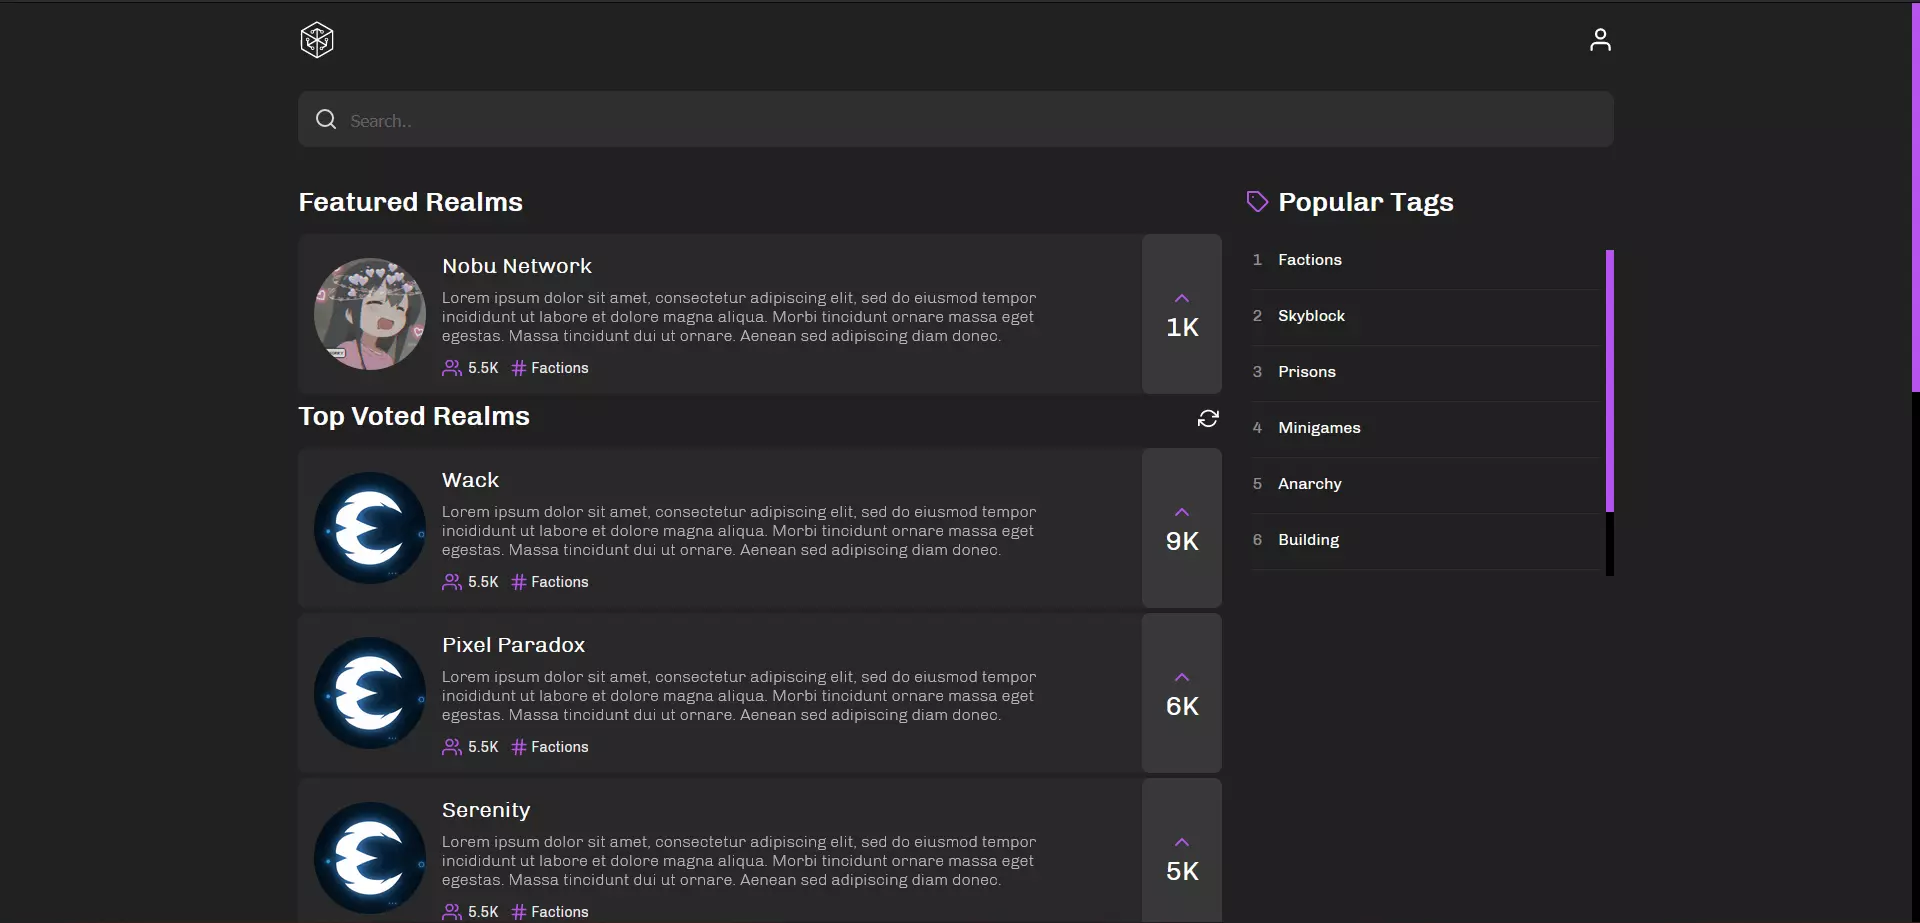 Search..
Featured Realms
Nobu Network
Lorem ipsum dolor sit amet, consectetur adipiscing elit, sed do eiusmod tempor
incididunt ut labore et dolore magna aliqua. Morbi tincidunt ornare massa eget
egestas. Massa tincidunt dui ut ornare. Aenean sed adipiscing diam donec.
5.5K # Factions
1K
Top Voted Realms
Wack
Lorem ipsum dolor sit amet, consectetur adipiscing elit, sed do eiusmod tempor
incididunt ut labore et dolore magna aliqua. Morbi tincidunt ornare massa eget
egestas. Massa tincidunt dui ut ornare. Aenean sed adipiscing diam donec.
5.5K # Factions
9K
Pixel Paradox
Lorem ipsum dolor sit amet, consectetur adipiscing elit, sed do eiusmod tempor
incididunt ut labore et dolore magna aliqua. Morbi tincidunt ornare massa eget
egestas. Massa tincidunt dui ut ornare. Aenean sed adipiscing diam donec.
5.5K # Factions
6K
Serenity
Lorem ipsum dolor sit amet, consectetur adipiscing elit, sed do eiusmod tempor
incididunt ut labore et dolore magna aliqua. Morbi tincidunt ornare massa eget
egestas. Massa tincidunt dui ut ornare. Aenean sed adipiscing diam donec.
5.5K # Factions
5K
Popular Tags
1 Factions
2 Skyblock
3 Prisons
4 Minigames
5 Anarchy
6 Building